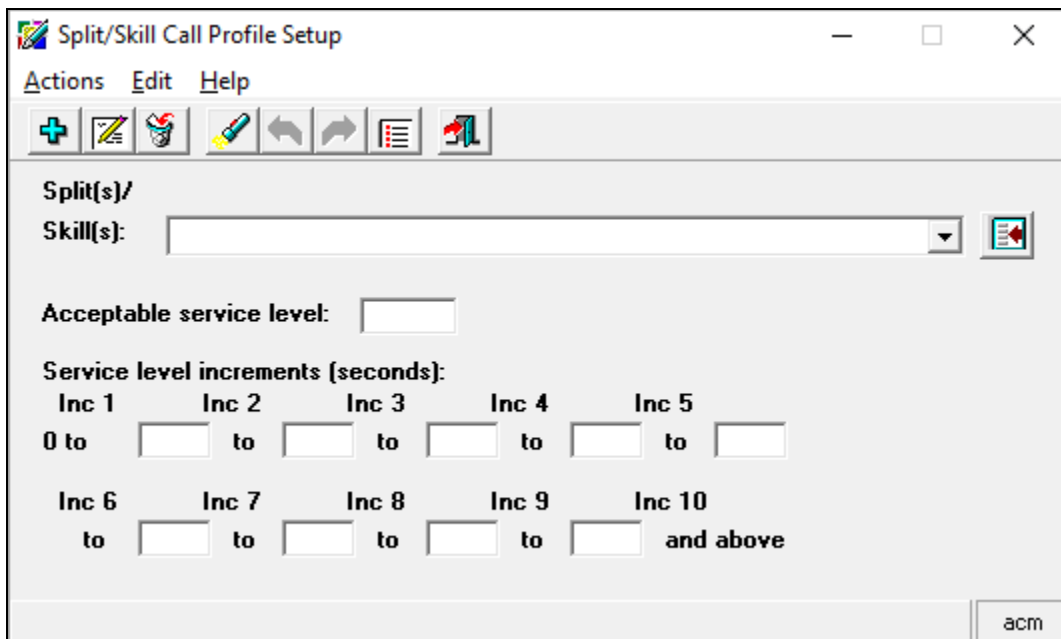 Split/Skill Call Profile Setup
Actions Edit Help
Split(s)/
Skill(s):
Acceptable service level:
Service level increments (seconds):
Inc 1 Inc 2 Inc 3 Inc 4 Inc 5
0 to to to to to
Inc 6 Inc 7 Inc 8 Inc 9 Inc 10
to to to to and above
acm